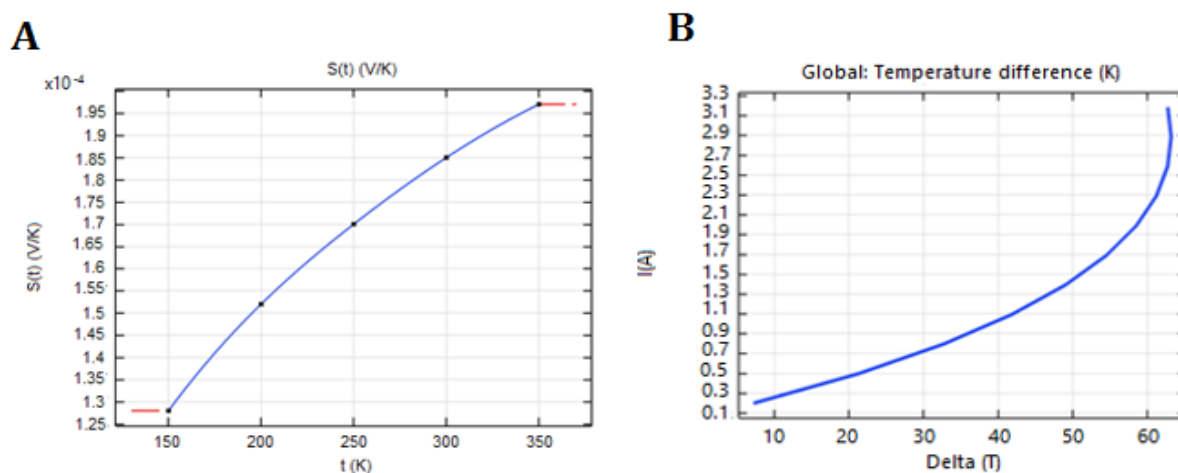 A
S(t) (V/K)
x10-4
1.95
1.9
1.85
1.8
1.75
1.7
1.65
1.6
1.55
1.5
1.45
1.4
1.35
1.3
1.25
S(t) (V/K)
150 200 250 300 350
t (K)
B
Global: Temperature difference (K)
3.3
3.1
2.9
2.7
2.5
2.3
2.1
1.9
1.7
1.5
1.3
1.1
0.9
0.7
0.5
0.3
0.1
I(A)
10 20 30 40 50 60
Delta (T)